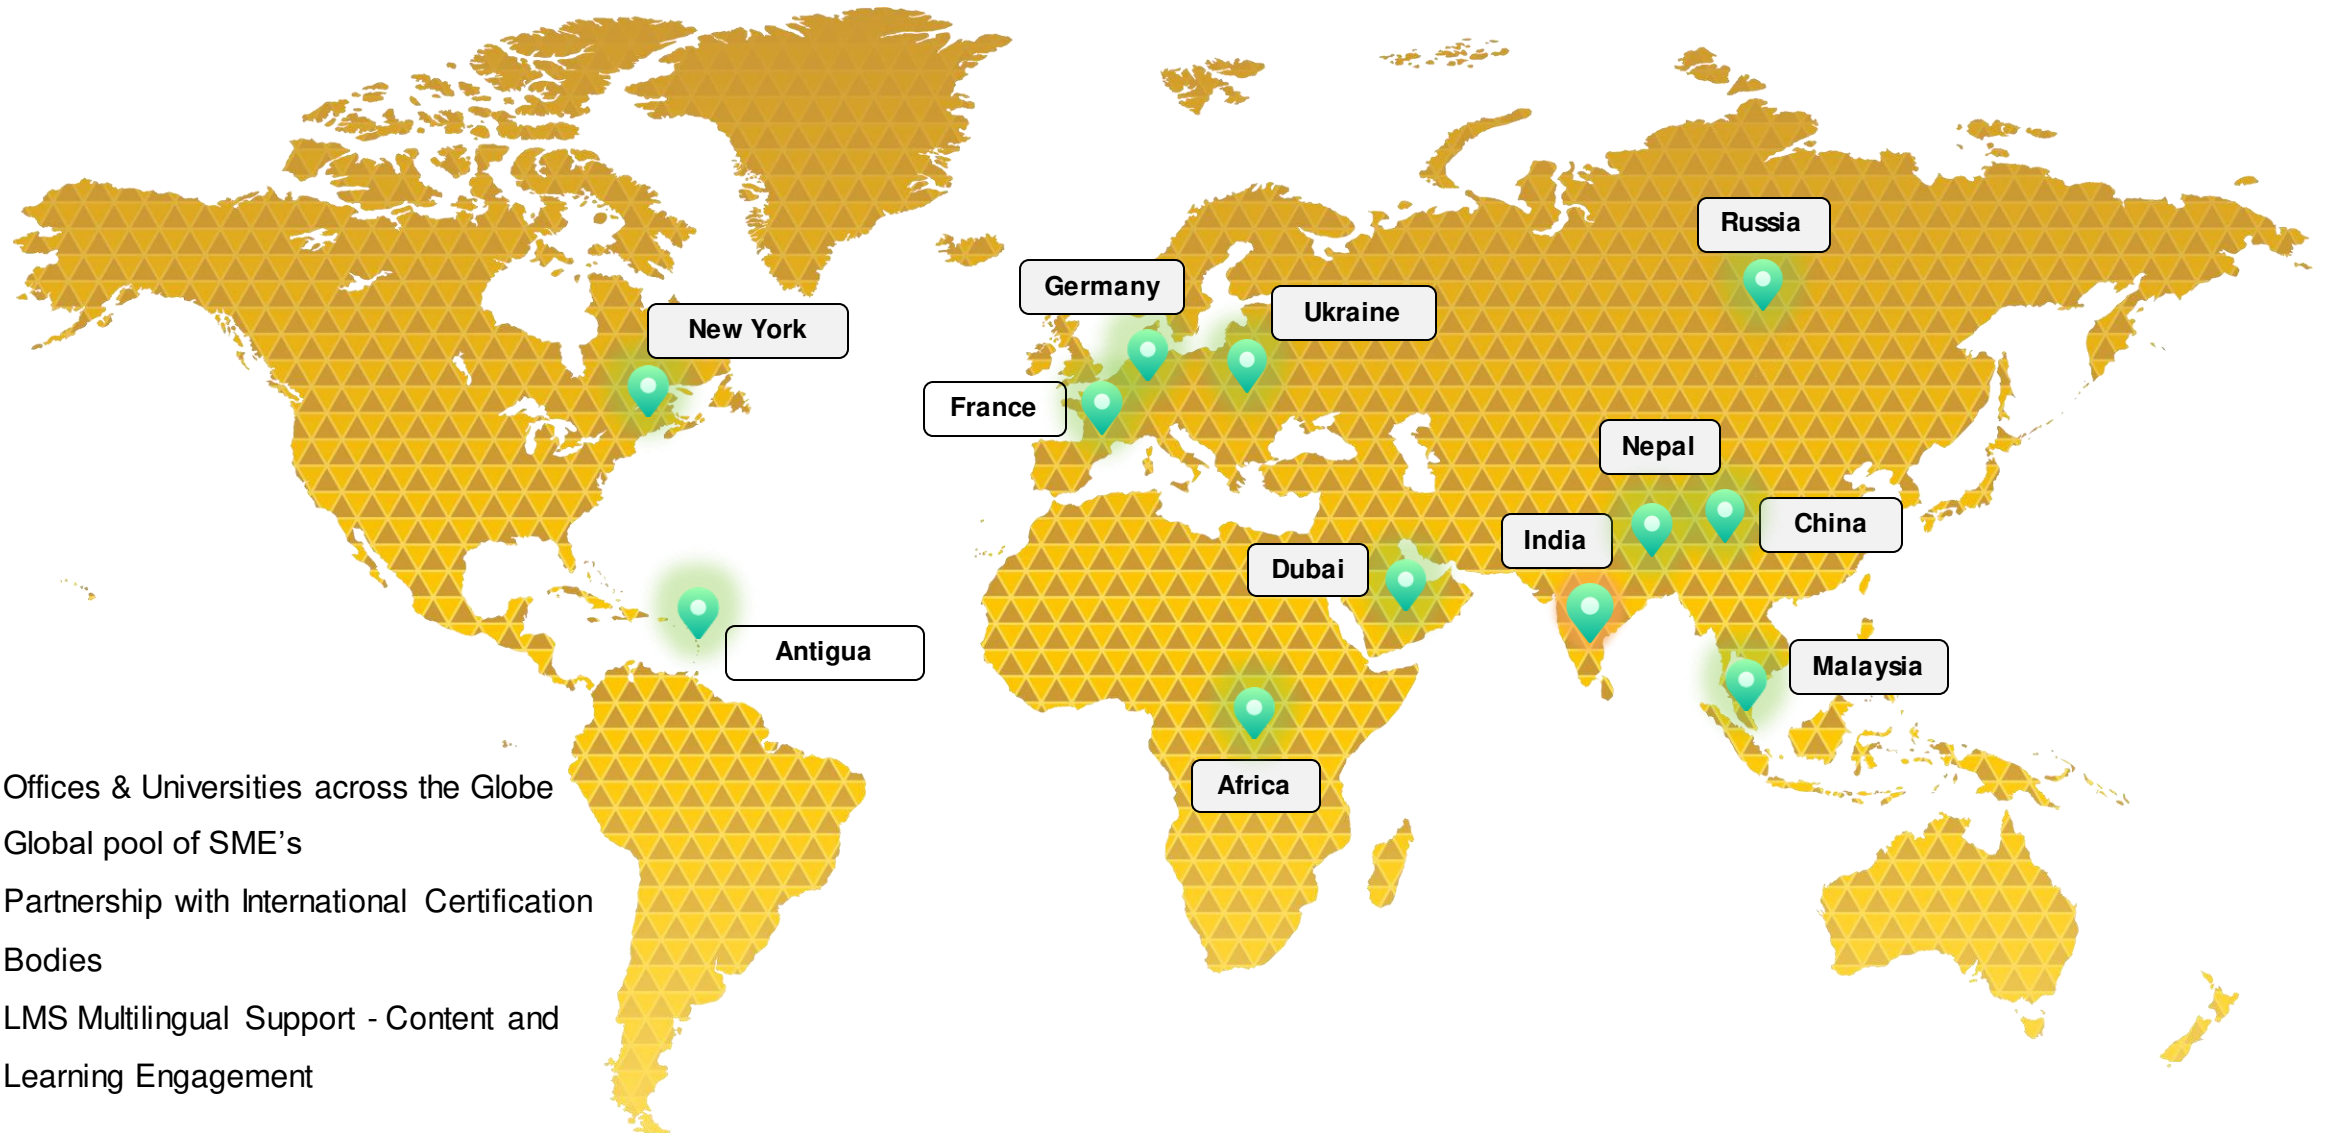 Russia
Germany
Ukraine
New York
France
Nepal
China
India
Dubai
Antigua
Malaysia
Africa
Offices & Universities across the Globe
Global pool of SME’s
Partnership with International Certification
Bodies
LMS Multilingual Support - Content and
Learning Engagement